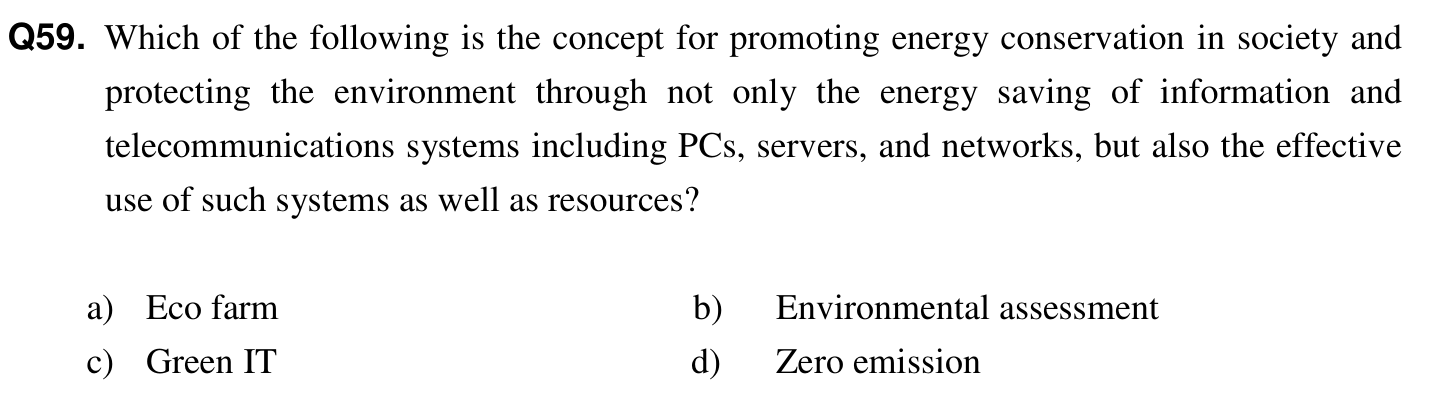 Q59. Which of the following is the concept for promoting energy conservation in society and
protecting the environment through not only the energy saving of information and
telecommunications systems including PCs, servers, and networks, but also the effective
use of such systems as well as resources?
a) Eco farm b) Environmental assessment
c) Green IT d) Zero emission